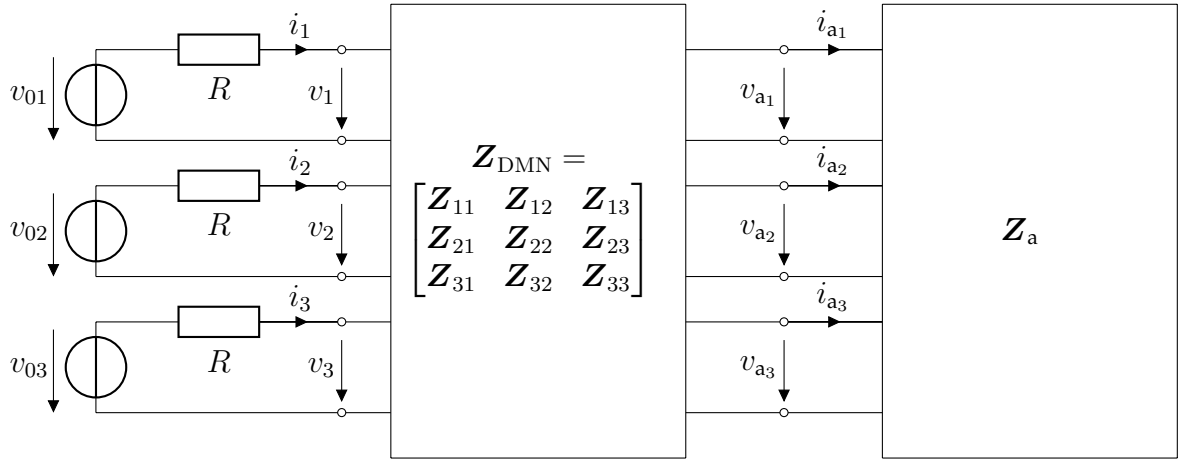 i₁ iₐ₁
v₀₁ R v₁ vₐ₁
i₂ Z_DMN = iₐ₂
v₀₂ R v₂ [Z₁₁ Z₁₂ Z₁₃ vₐ₂ Zₐ
Z₂₁ Z₂₂ Z₂₃
Z₃₁ Z₃₂ Z₃₃]
i₃ iₐ₃
v₀₃ R v₃ vₐ₃